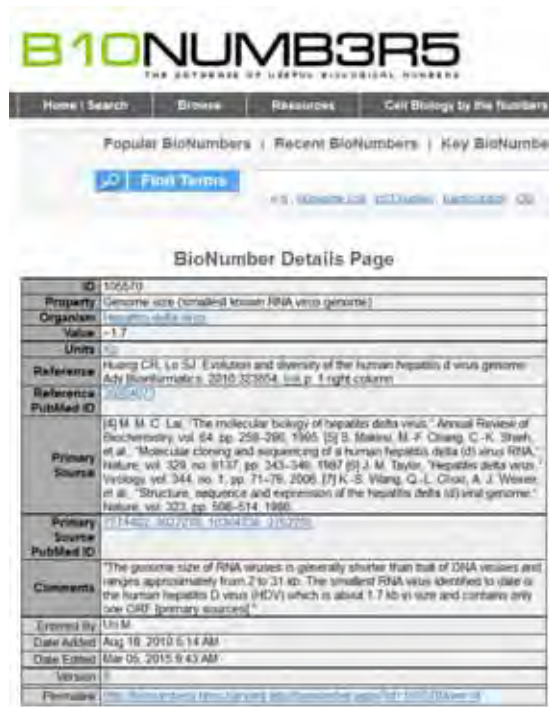 B10NUMB3R5
THE DATABASE OF USEFUL BIOLOGICAL NUMBERS
Home | Search Browse Resources Cell Biology by the Numbers
Popular BioNumbers | Recent BioNumbers | Key BioNumbe
Find Terms
e.g.
BioNumber Details Page
ID 105570
Property Genome size (smallest known RNA virus genome)
Organism Hepatitis delta virus
Value ~1.7
Units
Reference Huang CR, Lo SJ. Evolution and diversity of the human hepatitis d virus genome.
Adv Bioinformatics. 2010:323654. link p. 1 right column
Reference PubMed ID
Primary Source [4] M. M. C. Lai, "The molecular biology of hepatitis delta virus," Annual Review of
Biochemistry, vol. 64, pp. 259–286, 1995. [5] S. Makino, M. F. Chang, C. K. Shieh,
et al., "Molecular cloning and sequencing of a human hepatitis delta (d) virus RNA,"
Nature, vol. 329, no. 6137, pp. 343–346, 1987 [6] J. M. Taylor, "Hepatitis delta virus,"
Virology, vol. 344, no. 1, pp. 71–76, 2006. [7] K. S. Wang, Q. L. Choo, A. J. Weiner,
et al., "Structure, sequence and expression of the hepatitis delta (d) viral genome,"
Nature, vol. 323, pp. 508–514, 1986.
Primary Source PubMed ID
Comments "The genome size of RNA viruses is generally shorter than that of DNA viruses and
ranges approximately from 2 to 31 kb. The smallest RNA virus identified to date is
the human hepatitis D virus (HDV) which is about 1.7 kb in size and contains only
one ORF [primary sources]."
Entered By Uri M
Date Added Aug 18, 2010 5:14 AM
Date Edited Mar 05, 2015 9:43 AM
Version
Permalink